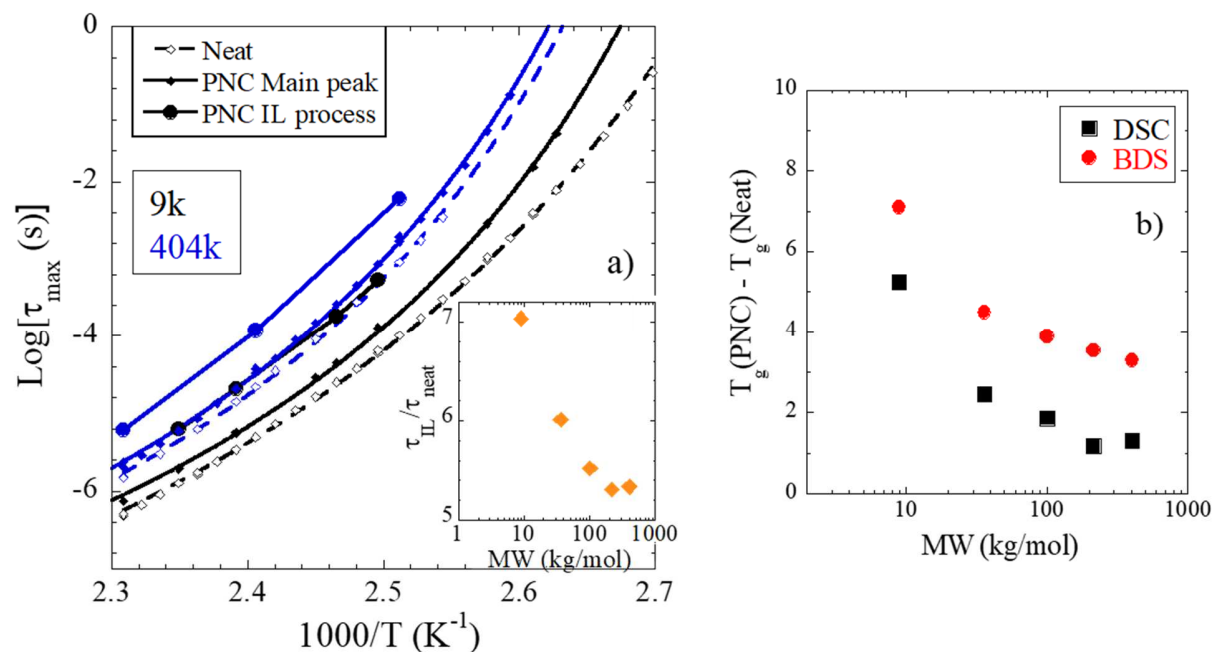 Neat
PNC Main peak
PNC IL process
9k
404k
a)
Log[τmax (s)]
0
-2
-4
-6
2.3 2.4 2.5 2.6 2.7
1000/T (K⁻¹)
τIL/τneat
7
6
5
1 10 100 1000
MW (kg/mol)
DSC
BDS
b)
Tg(PNC) - Tg(Neat)
10
8
6
4
2
0
10 100 1000
MW (kg/mol)